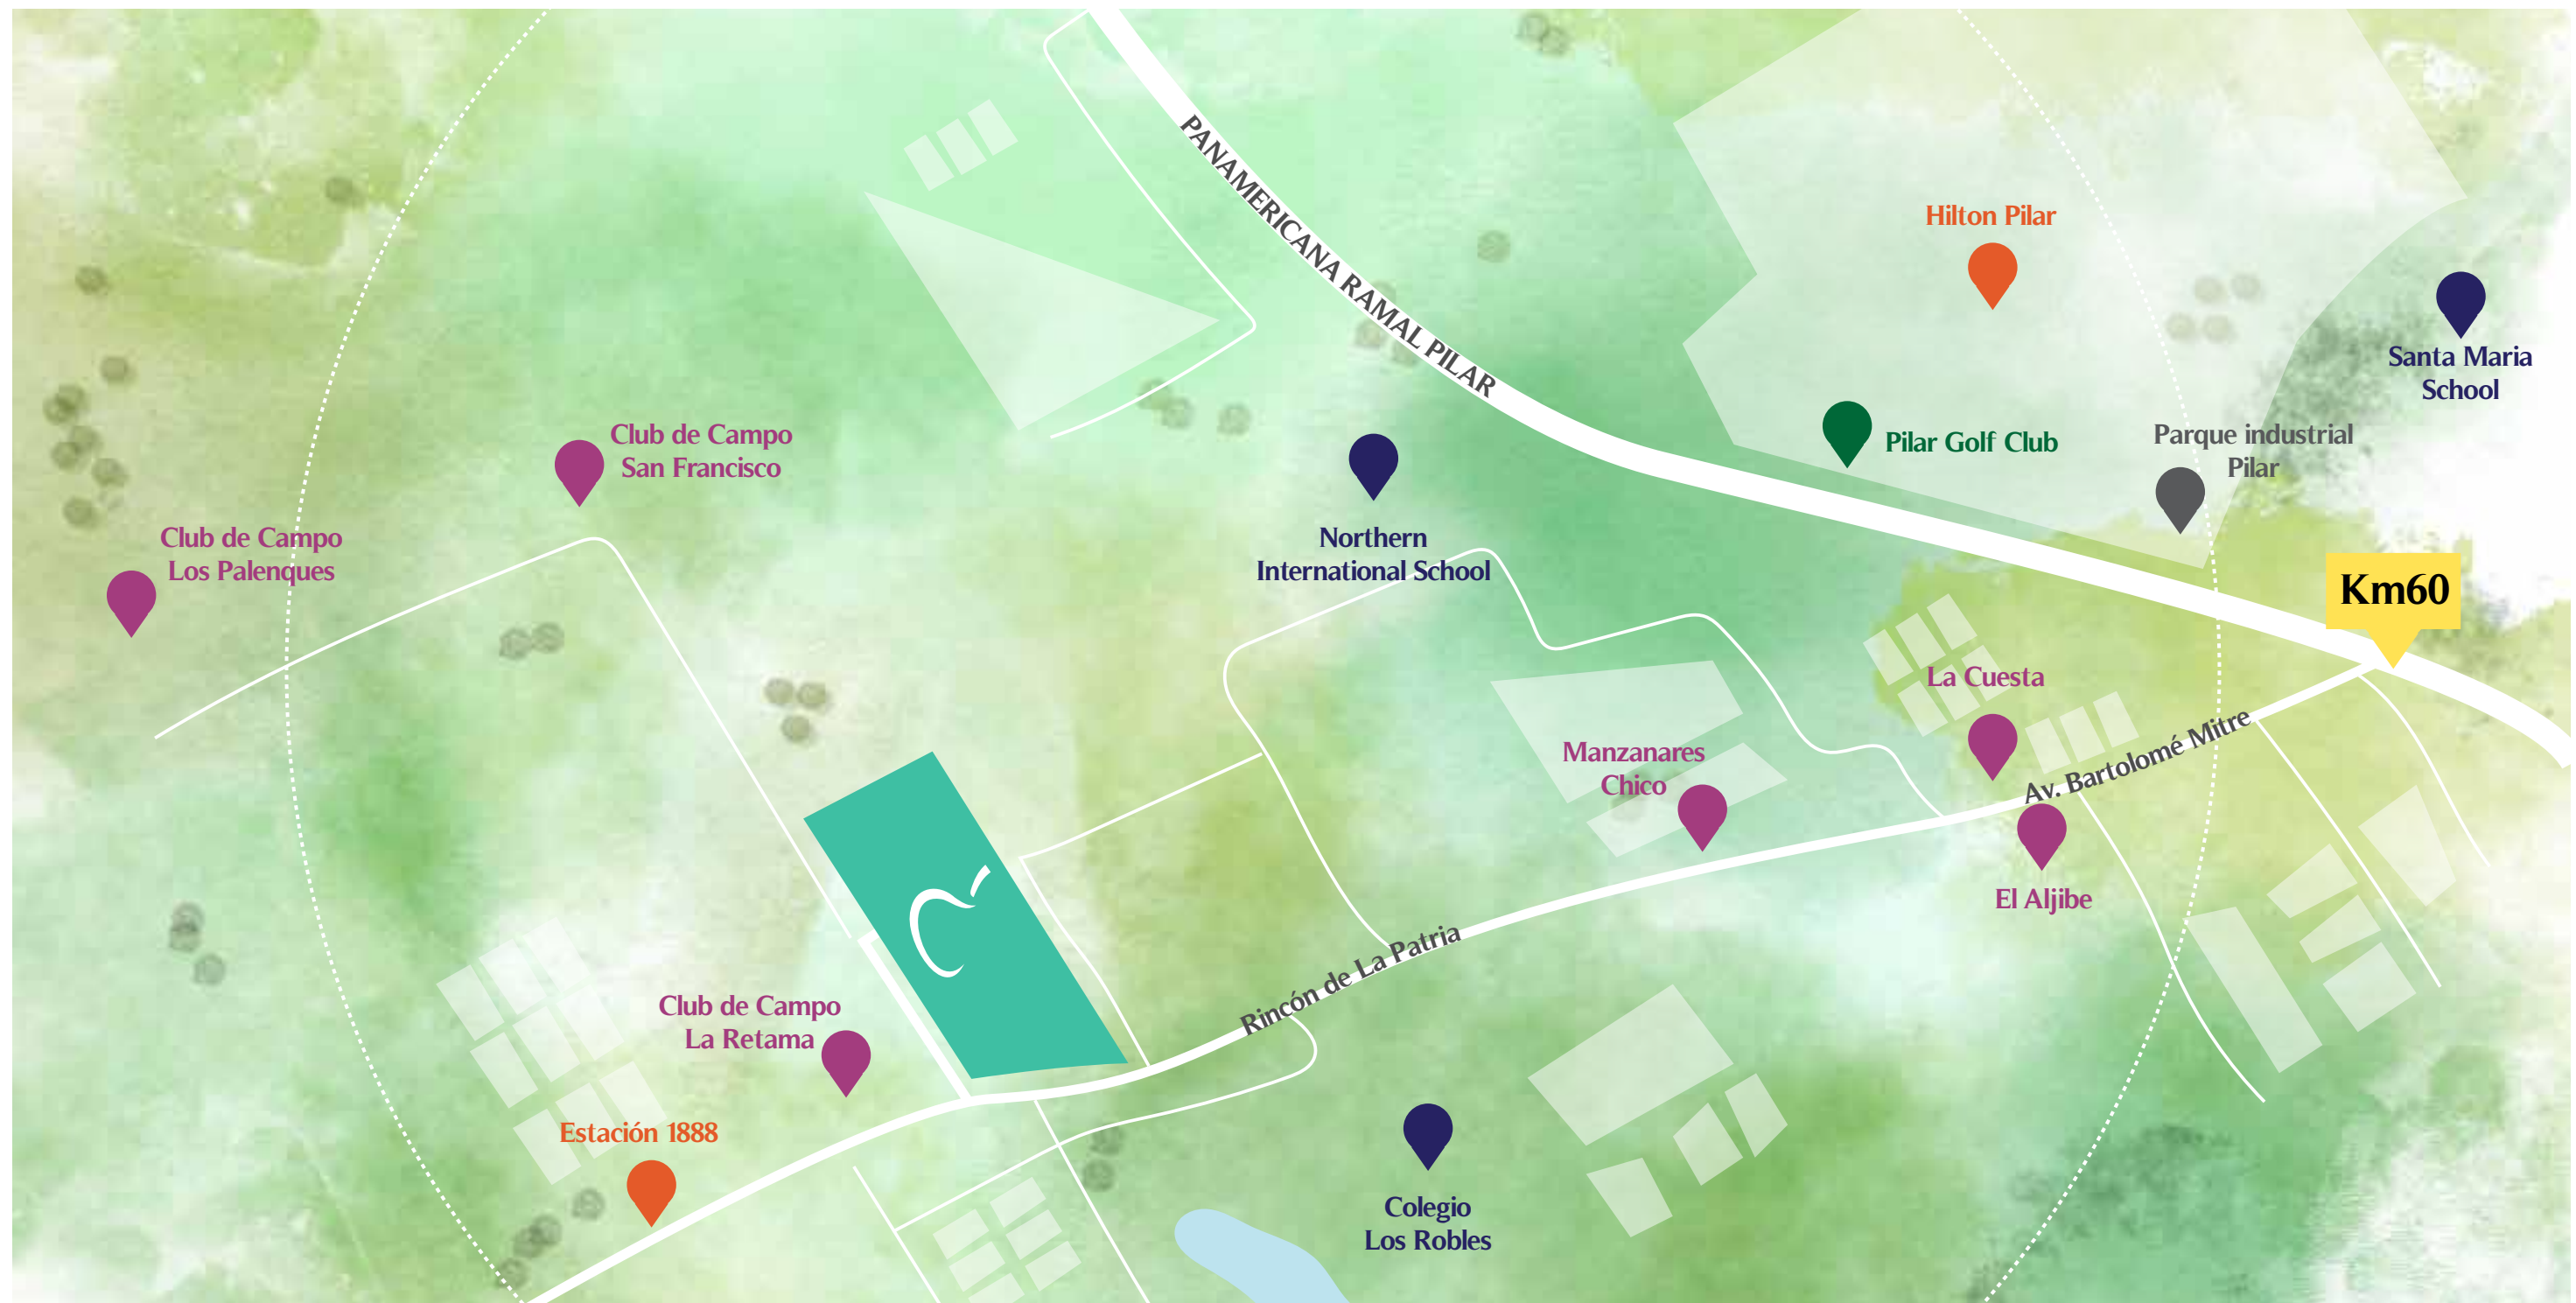 PANAMERICANA RAMAL PILAR
Hilton Pilar
Santa Maria
School
Club de Campo
San Francisco
Pilar Golf Club
Parque industrial
Pilar
Club de Campo
Los Palenques
Northern
International School
Km60
La Cuesta
Manzanares
Chico
Av. Bartolomé Mitre
El Aljibe
Rincón de La Patria
Club de Campo
La Retama
Estación 1888
Colegio
Los Robles